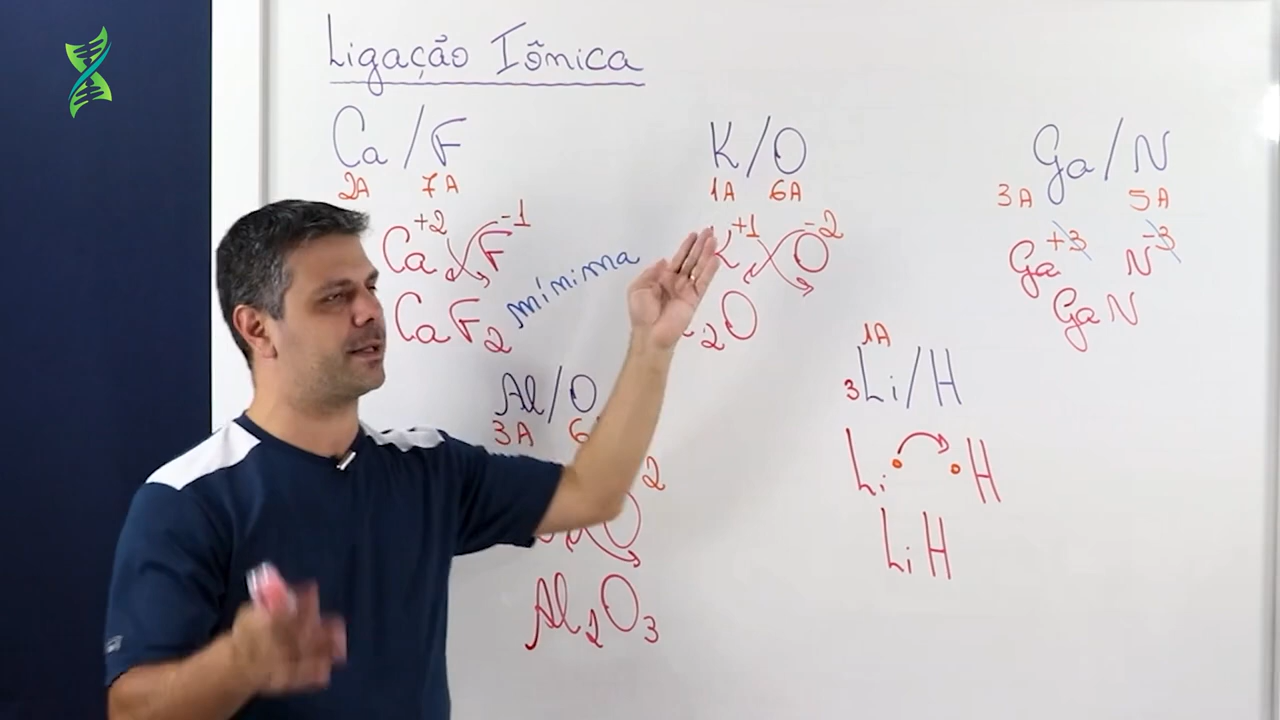 Ligação Iônica
Ca/F
2A 7A
Ca+2 F-1
CaF2
mínima
K/O
1A 6A
K+1 O-2
2O
Ga/N
3A 5A
Ga+3 N-3
GaN
Al/O
3A 6
2
O
Al2O3
1A
3Li/H
Li H
LiH